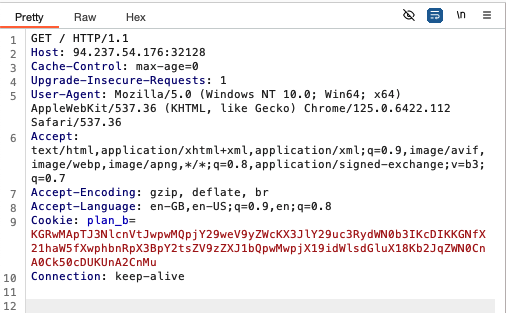 Pretty Raw Hex \n
1 GET / HTTP/1.1
2 Host: 94.237.54.176:32128
3 Cache-Control: max-age=0
4 Upgrade-Insecure-Requests: 1
5 User-Agent: Mozilla/5.0 (Windows NT 10.0; Win64; x64)
AppleWebKit/537.36 (KHTML, like Gecko) Chrome/125.0.6422.112
Safari/537.36
6 Accept:
text/html,application/xhtml+xml,application/xml;q=0.9,image/avif,
image/webp,image/apng,*/*;q=0.8,application/signed-exchange;v=b3;
q=0.7
7 Accept-Encoding: gzip, deflate, br
8 Accept-Language: en-GB,en-US;q=0.9,en;q=0.8
9 Cookie: plan_b=
KGRwMApTJ3NlcnVtJwpwMQpjY29weV9yZWcKX3JlY29uc3RydWN0b3IKcDIKKGNfX
21haW5fXwphbnRpX3BpY2tsZV9zZXJ1bQpwMwpjX19idWlsdGluX18Kb2JqZWN0Cn
A0Ck50cDUKUnA2CnMu
10 Connection: keep-alive
11
12